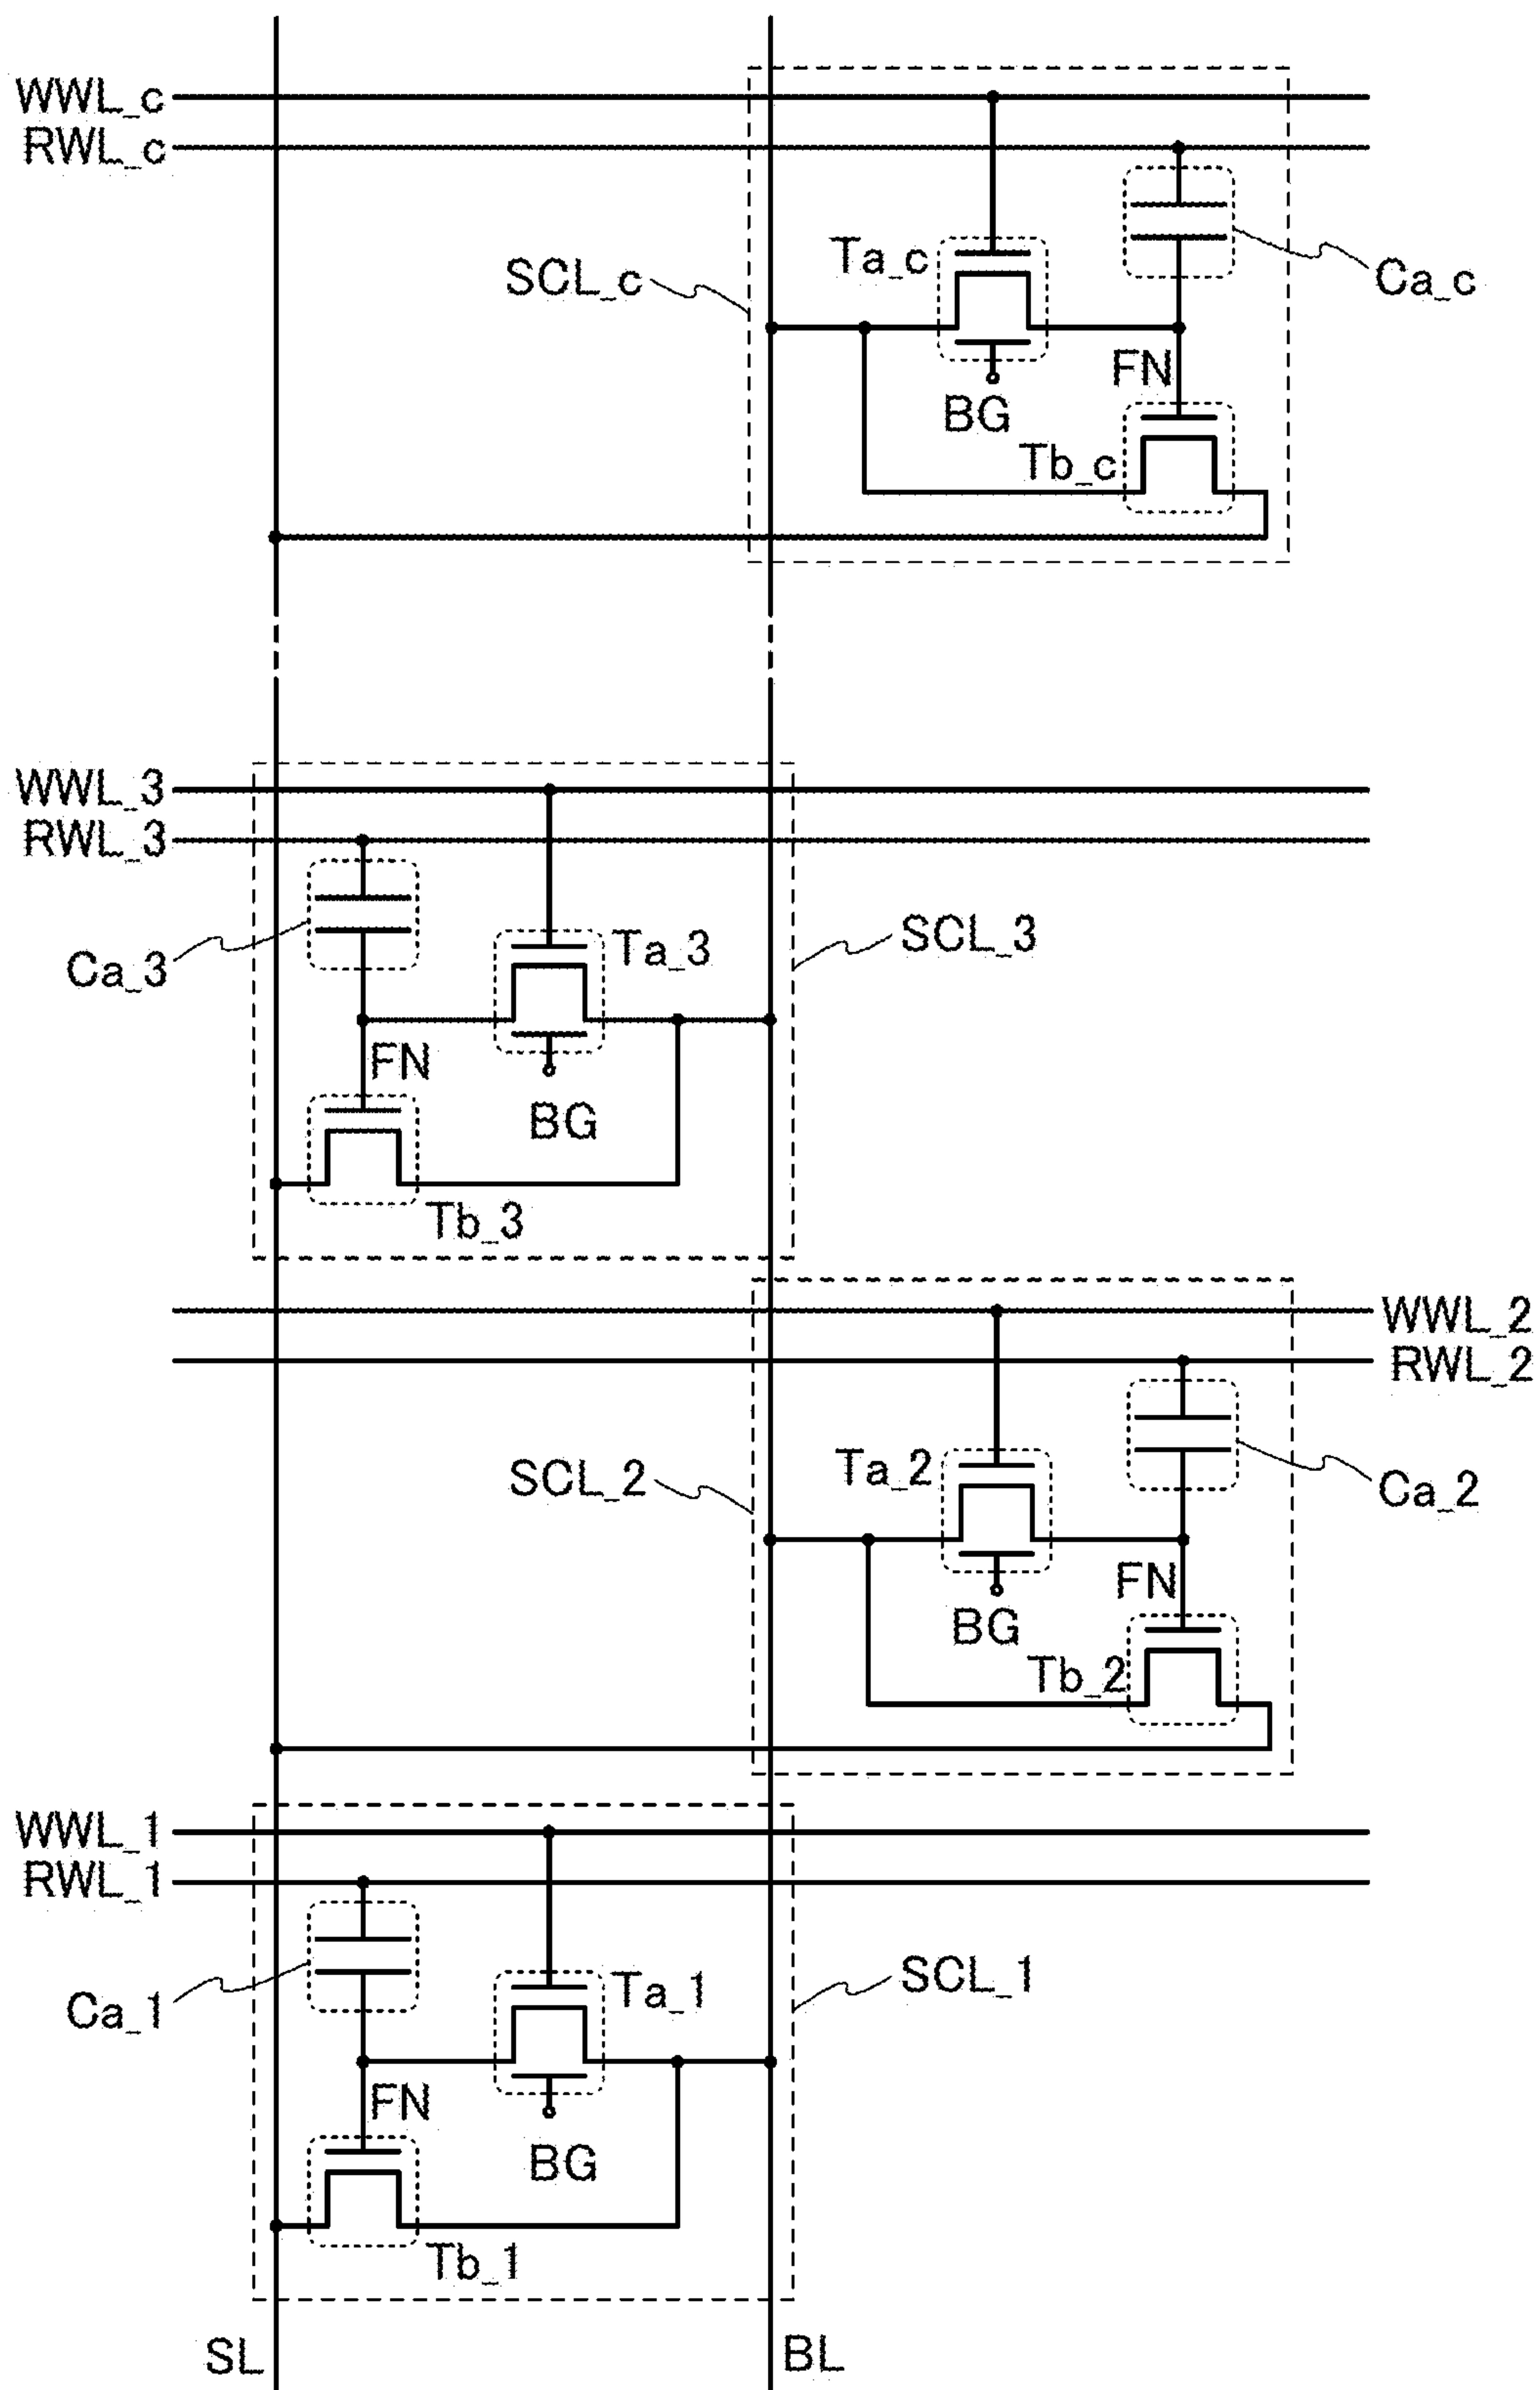 WWL_c
RWL_c
Ta_c
SCL_c
Ca_c
FN
BG
Tb_c
WWL_3
RWL_3
Ta_3
SCL_3
Ca_3
FN
BG
Tb_3
WWL_2
RWL_2
Ta_2
SCL_2
Ca_2
FN
BG
Tb_2
WWL_1
RWL_1
Ta_1
SCL_1
Ca_1
FN
BG
Tb_1
SL
BL